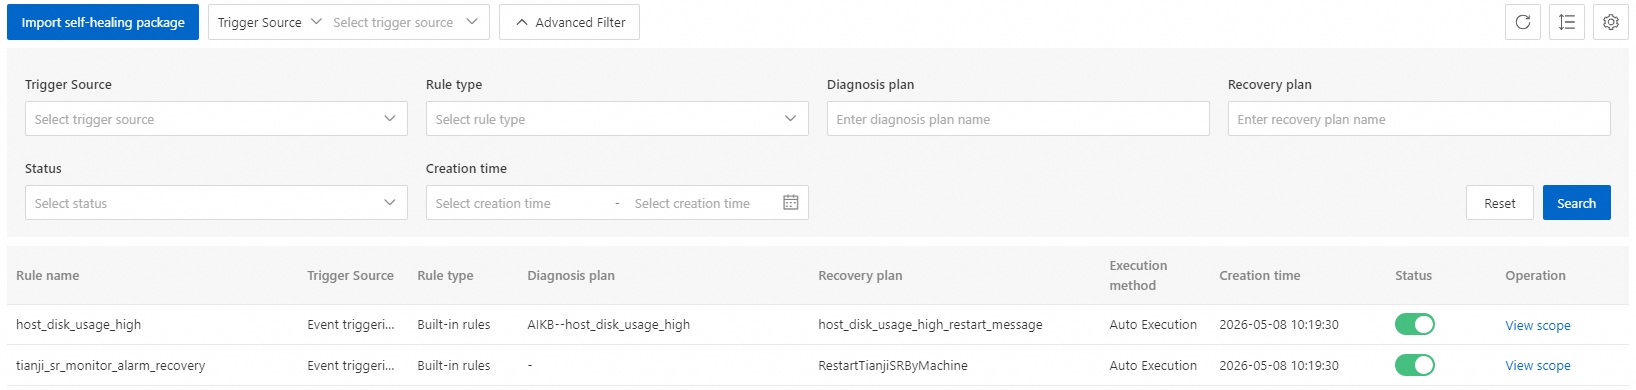 Import self-healing package Trigger Source Select trigger source Advanced Filter
Trigger Source Rule type Diagnosis plan Recovery plan
Select trigger source Select rule type Enter diagnosis plan name Enter recovery plan name
Status Creation time
Select status Select creation time - Select creation time Reset Search
Rule name Trigger Source Rule type Diagnosis plan Recovery plan Execution method Creation time Status Operation
host_disk_usage_high Event triggeri... Built-in rules AIKB--host_disk_usage_high host_disk_usage_high_restart_message Auto Execution 2026-05-08 10:19:30 View scope
tianji_sr_monitor_alarm_recovery Event triggeri... Built-in rules - RestartTianjiSRByMachine Auto Execution 2026-05-08 10:19:30 View scope